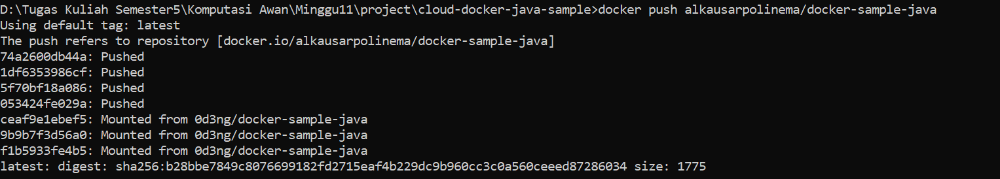 D:\Tugas Kuliah Semester5\Komputasi Awan\Minggu11\project\cloud-docker-java-sample>docker push alkausarpolinema/docker-sample-java
Using default tag: latest
The push refers to repository [docker.io/alkausarpolinema/docker-sample-java]
74a2600db44a: Pushed
1df6353986cf: Pushed
5f70bf18a086: Pushed
053424fe029a: Pushed
ceaf9e1ebef5: Mounted from 0d3ng/docker-sample-java
9b9b7f3d56a0: Mounted from 0d3ng/docker-sample-java
f1b5933fe4b5: Mounted from 0d3ng/docker-sample-java
latest: digest: sha256:b28bbe7849c8076699182fd2715eaf4b229dc9b960cc3c0a560ceeed87286034 size: 1775